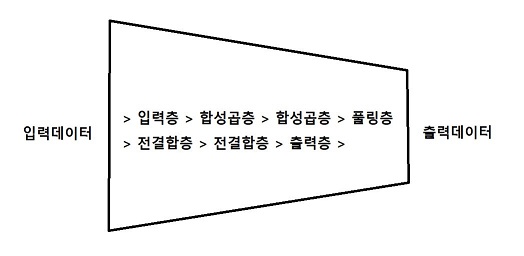 입력데이터
> 입력층 > 합성곱층 > 합성곱층 > 풀링층
> 전결합층 > 전결합층 > 출력층 >
출력데이터